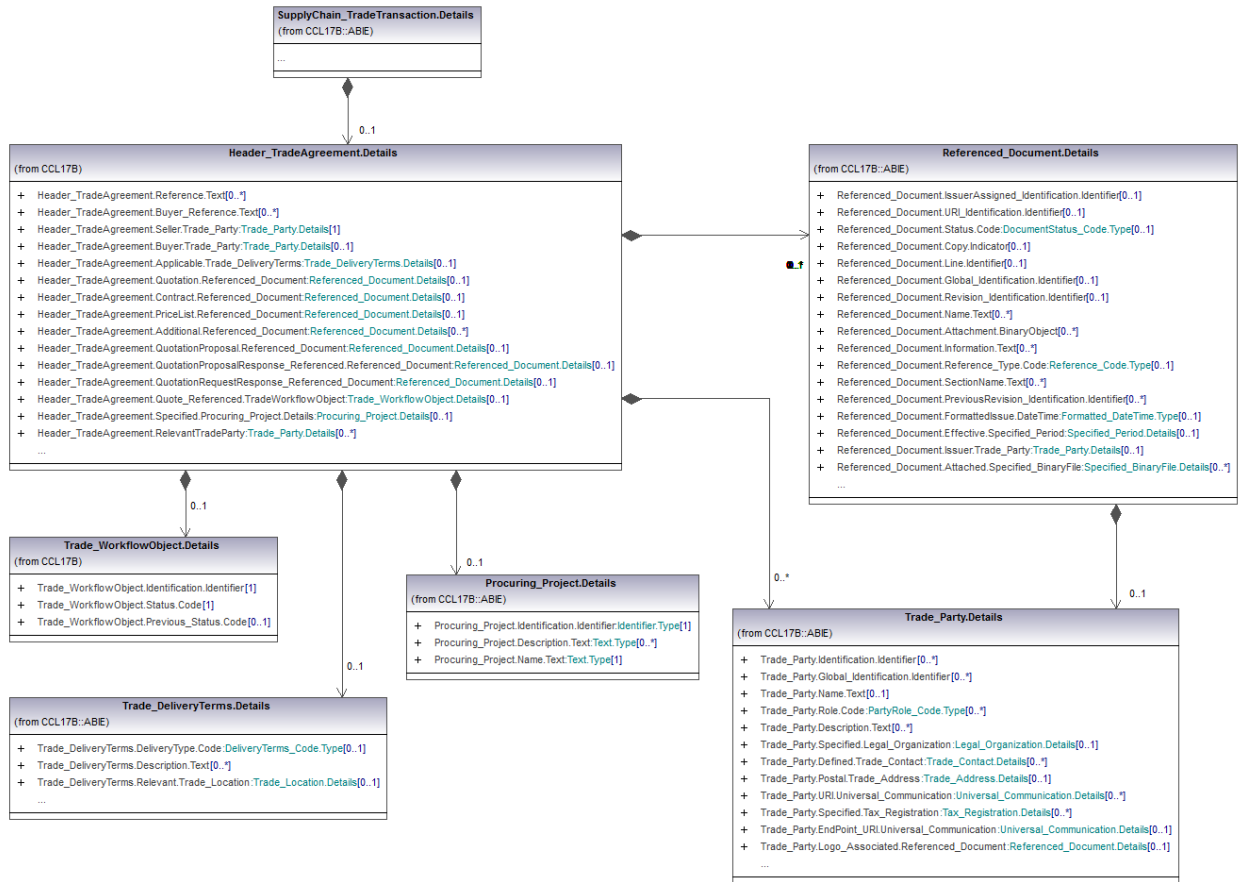 SupplyChain_TradeTransaction.Details
(from CCL17B::ABIE)
...
0..1
Header_TradeAgreement.Details
(from CCL17B)
+ Header_TradeAgreement.Reference.Text[0..*]
+ Header_TradeAgreement.Buyer_Reference.Text[0..*]
+ Header_TradeAgreement.Seller.Trade_Party:Trade_Party.Details[1]
+ Header_TradeAgreement.Buyer.Trade_Party:Trade_Party.Details[0..1]
+ Header_TradeAgreement.Applicable.Trade_DeliveryTerms:Trade_DeliveryTerms.Details[0..1]
+ Header_TradeAgreement.Quotation.Referenced_Document:Referenced_Document.Details[0..1]
+ Header_TradeAgreement.Contract.Referenced_Document:Referenced_Document.Details[0..1]
+ Header_TradeAgreement.PriceList.Referenced_Document:Referenced_Document.Details[0..1]
+ Header_TradeAgreement.Additional.Referenced_Document:Referenced_Document.Details[0..*]
+ Header_TradeAgreement.QuotationProposal.Referenced_Document:Referenced_Document.Details[0..1]
+ Header_TradeAgreement.QuotationProposalResponse_Referenced.Referenced_Document:Referenced_Document.Details[0..1]
+ Header_TradeAgreement.QuotationRequestResponse_Referenced_Document:Referenced_Document.Details[0..1]
+ Header_TradeAgreement.Quote_Referenced.TradeWorkflowObject:Trade_WorkflowObject.Details[0..1]
+ Header_TradeAgreement.Specified.Procuring_Project.Details:Procuring_Project.Details[0..1]
+ Header_TradeAgreement.RelevantTradeParty:Trade_Party.Details[0..*]
...
Referenced_Document.Details
(from CCL17B::ABIE)
+ Referenced_Document.IssuerAssigned_Identification.Identifier[0..1]
+ Referenced_Document.URI_Identification.Identifier[0..1]
+ Referenced_Document.Status.Code:DocumentStatus_Code.Type[0..1]
+ Referenced_Document.Copy.Indicator[0..1]
+ Referenced_Document.Line.Identifier[0..1]
+ Referenced_Document.Global_Identification.Identifier[0..1]
+ Referenced_Document.Revision_Identification.Identifier[0..1]
+ Referenced_Document.Name.Text[0..*]
+ Referenced_Document.Attachment.BinaryObject[0..*]
+ Referenced_Document.Information.Text[0..*]
+ Referenced_Document.Reference_Type.Code:Reference_Code.Type[0..1]
+ Referenced_Document.SectionName.Text[0..*]
+ Referenced_Document.PreviousRevision_Identification.Identifier[0..*]
+ Referenced_Document.FormattedIssue.DateTime:Formatted_DateTime.Type[0..1]
+ Referenced_Document.Effective.Specified_Period:Specified_Period.Details[0..1]
+ Referenced_Document.Issuer.Trade_Party:Trade_Party.Details[0..1]
+ Referenced_Document.Attached.Specified_BinaryFile:Specified_BinaryFile.Details[0..*]
...
0..1
Trade_WorkflowObject.Details
(from CCL17B)
+ Trade_WorkflowObject.Identification.Identifier[1]
+ Trade_WorkflowObject.Status.Code[1]
+ Trade_WorkflowObject.Previous_Status.Code[0..1]
0..1
Procuring_Project.Details
(from CCL17B::ABIE)
+ Procuring_Project.Identification.Identifier:Identifier.Type[1]
+ Procuring_Project.Description.Text:Text.Type[0..*]
+ Procuring_Project.Name.Text:Text.Type[1]
0..1
Trade_DeliveryTerms.Details
(from CCL17B::ABIE)
+ Trade_DeliveryTerms.DeliveryType.Code:DeliveryTerms_Code.Type[0..1]
+ Trade_DeliveryTerms.Description.Text[0..*]
+ Trade_DeliveryTerms.Relevant.Trade_Location:Trade_Location.Details[0..1]
...
0..*
0..1
Trade_Party.Details
(from CCL17B::ABIE)
+ Trade_Party.Identification.Identifier[0..*]
+ Trade_Party.Global_Identification.Identifier[0..*]
+ Trade_Party.Name.Text[0..1]
+ Trade_Party.Role.Code:PartyRole_Code.Type[0..*]
+ Trade_Party.Description.Text[0..*]
+ Trade_Party.Specified.Legal_Organization:Legal_Organization.Details[0..1]
+ Trade_Party.Defined.Trade_Contact:Trade_Contact.Details[0..*]
+ Trade_Party.Postal.Trade_Address:Trade_Address.Details[0..1]
+ Trade_Party.URI.Universal_Communication:Universal_Communication.Details[0..*]
+ Trade_Party.Specified.Tax_Registration:Tax_Registration.Details[0..*]
+ Trade_Party.EndPoint_URI.Universal_Communication:Universal_Communication.Details[0..1]
+ Trade_Party.Logo_Associated.Referenced_Document:Referenced_Document.Details[0..1]
...